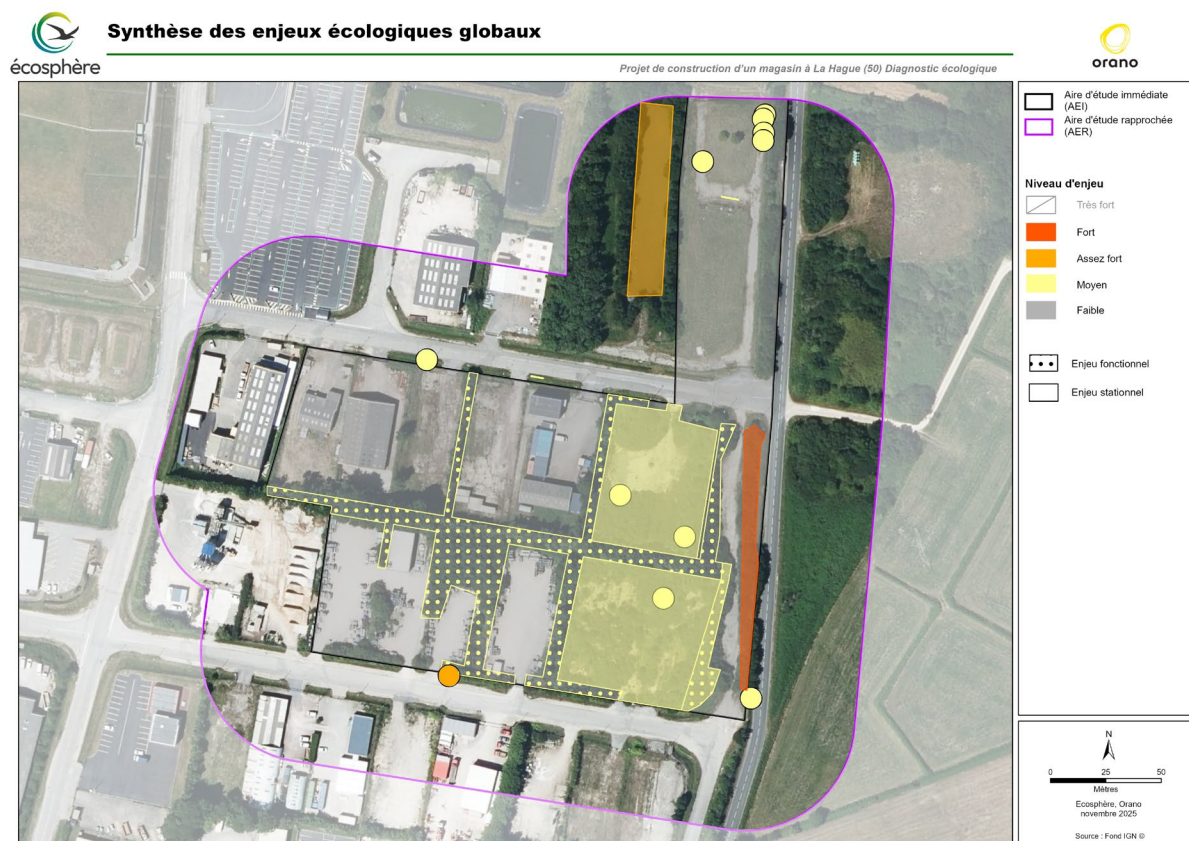 Synthèse des enjeux écologiques globaux
écosphère
orano
Projet de construction d'un magasin à La Hague (50) Diagnostic écologique
Aire d'étude immédiate
(AEI)
Aire d'étude rapprochée
(AER)
Niveau d'enjeu
Très fort
Fort
Assez fort
Moyen
Faible
Enjeu fonctionnel
Enjeu stationnel
N
0 25 50
Mètres
Ecosphère, Orano
novembre 2025
Source : Fond IGN ©